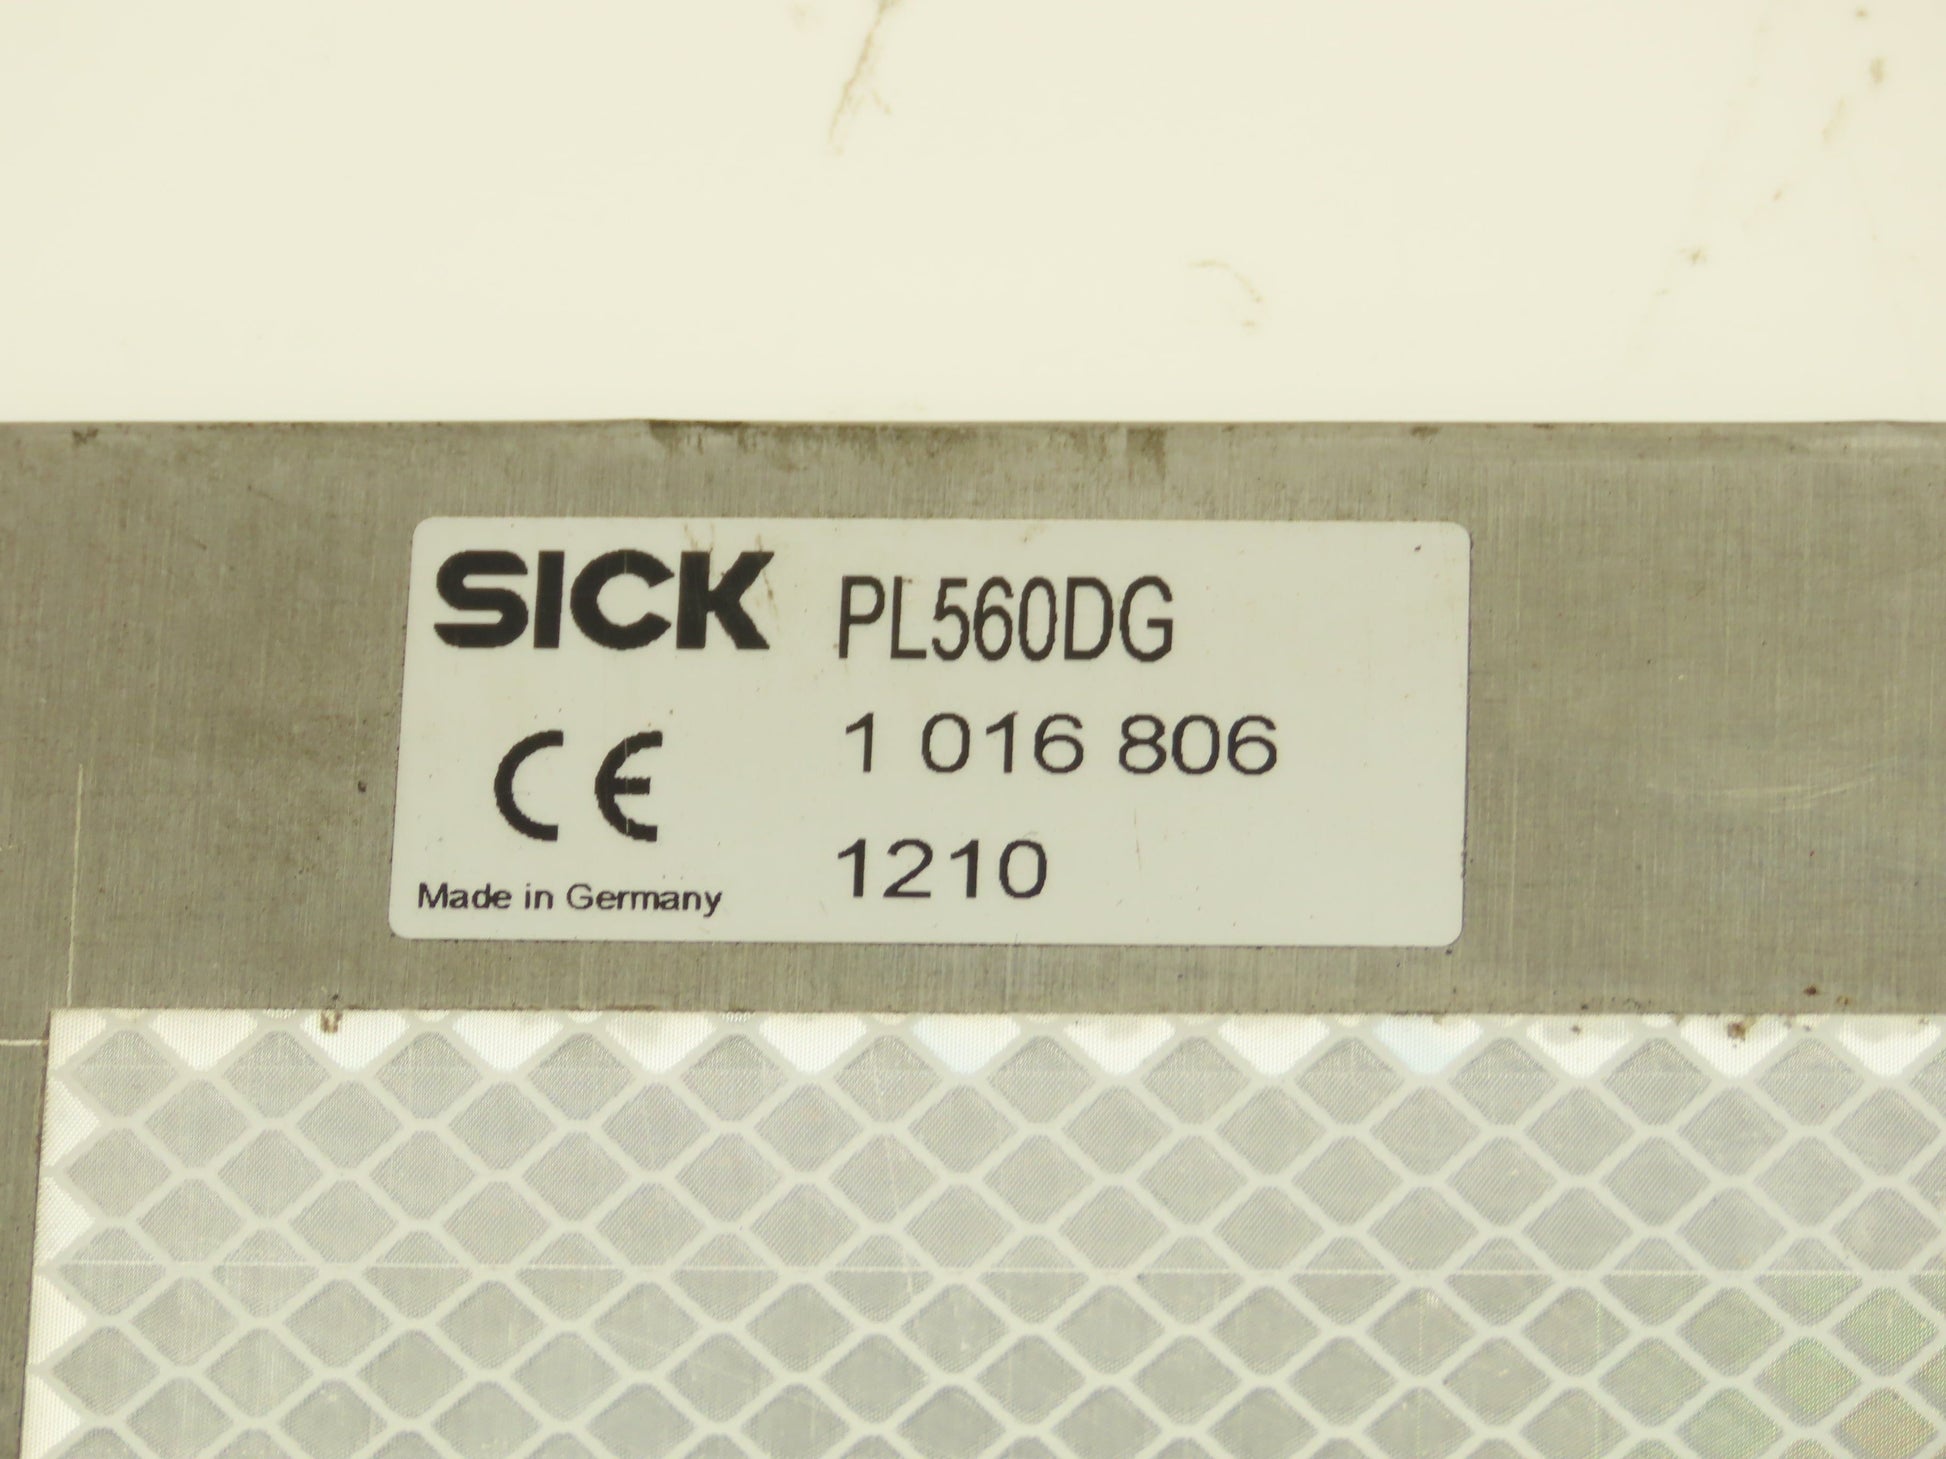 SICK PL560DG
CE 1 016 806
Made in Germany 1210